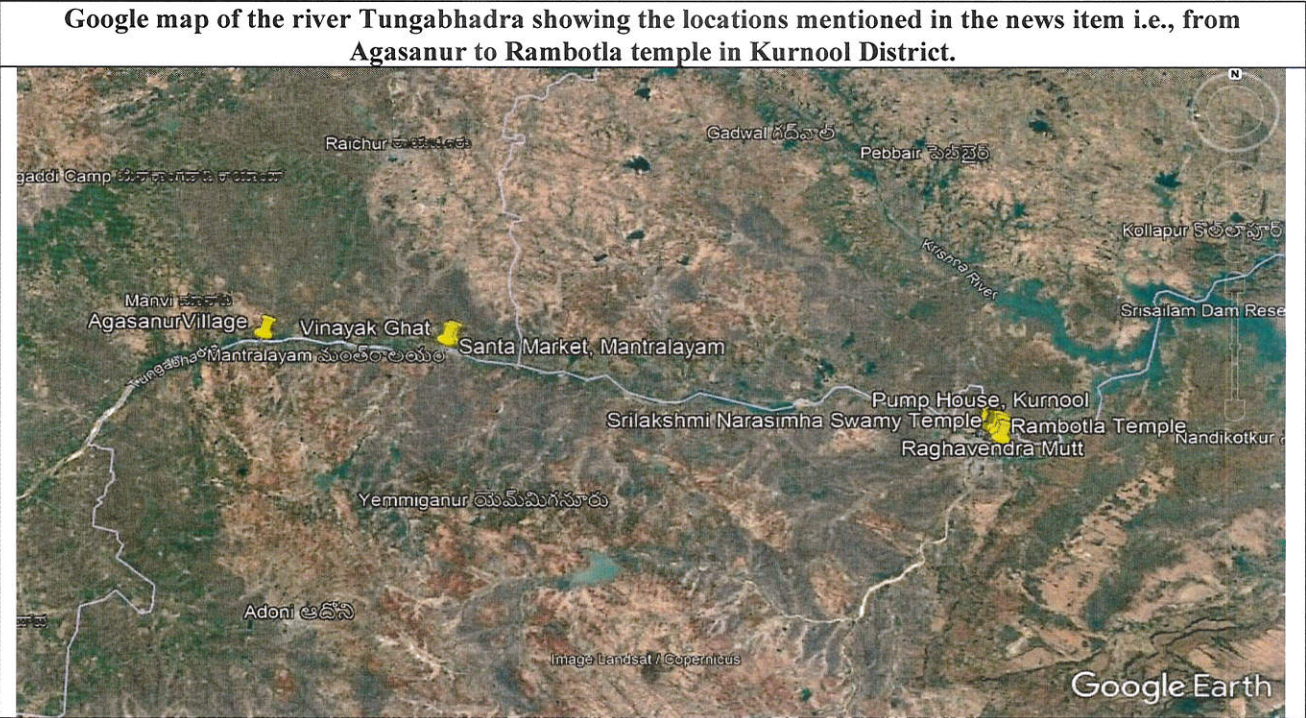 Google map of the river Tungabhadra showing the locations mentioned in the news item i.e., from
Agasanur to Rambotla temple in Kurnool District.
N
Gadwal గద్వాల్
Raichur
Pebbair పెబ్బైర్
gaddi Camp
Kollapur కొల్లాపూర్
Krishna River
Manvi
Srisailam Dam Rese
AgasanurVillage
Vinayak Ghat
Santa Market, Mantralayam
Mantralayam మంత్రాలయం
Pump House, Kurnool
Srilakshmi Narasimha Swamy Temple
Rambotla Temple
Nandikotkur
Raghavendra Mutt
Yemmiganur యెమ్మిగనూరు
Adoni ఆదోని
Image Landsat / Copernicus
Google Earth